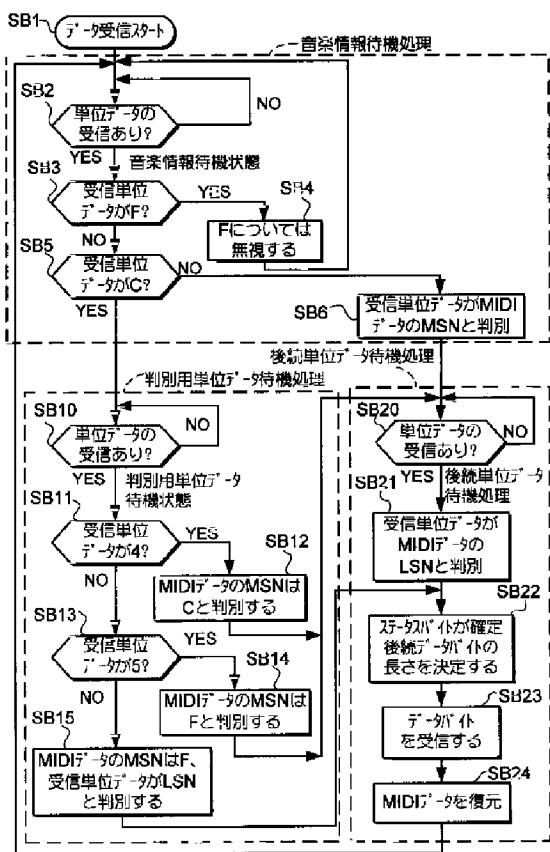 SB1
データ受信スタート
音楽情報待機処理
SB2
単位データの
受信あり?
NO
YES
音楽情報待機状態
SB3
受信単位
データがF?
YES
SB4
Fについては
無視する
NO
SB5
受信単位
データがC?
NO
YES
SB6
受信単位データがMIDI
データのMSNと判別
後続単位データ待機処理
判別用単位データ待機処理
SB10
単位データの
受信あり?
NO
YES
判別用単位データ
待機状態
SB11
受信単位
データが4?
YES
SB12
MIDIデータのMSNは
Cと判別する
NO
SB13
受信単位
データが5?
YES
SB14
MIDIデータのMSNは
Fと判別する
NO
SB15
MIDIデータのMSNはF、
受信単位データがLSN
と判別する
SB20
単位データの
受信あり?
NO
YES
後続単位データ
待機処理
SB21
受信単位データが
MIDIデータの
LSNと判別
SB22
ステータスバイトが確定
後続データバイトの
長さを決定する
SB23
データバイト
を受信する
SB24
MIDIデータを復元